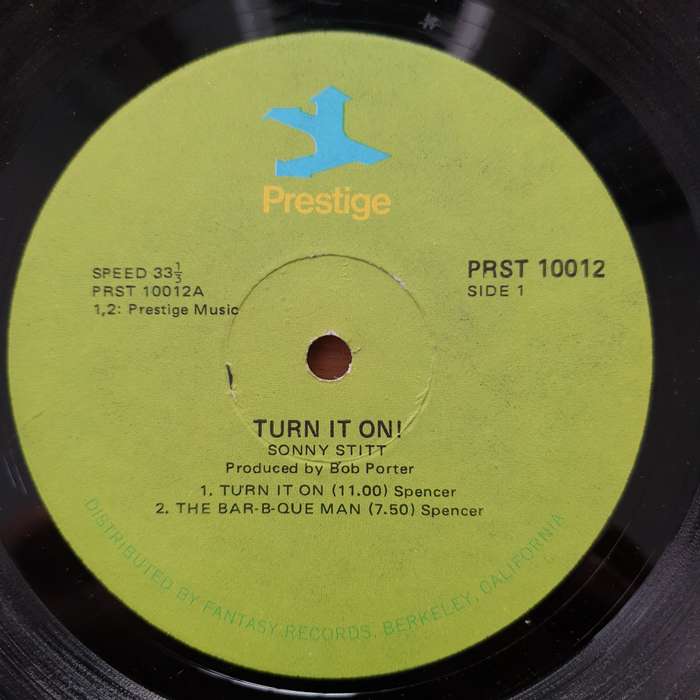 Prestige
SPEED 33 1/3
PRST 10012A
1,2: Prestige Music
PRST 10012
SIDE 1
TURN IT ON!
SONNY STITT
Produced by Bob Porter
1. TURN IT ON (11.00) Spencer
2. THE BAR-B-QUE MAN (7.50) Spencer
DISTRIBUTED BY FANTASY RECORDS, BERKELEY, CALIFORNIA